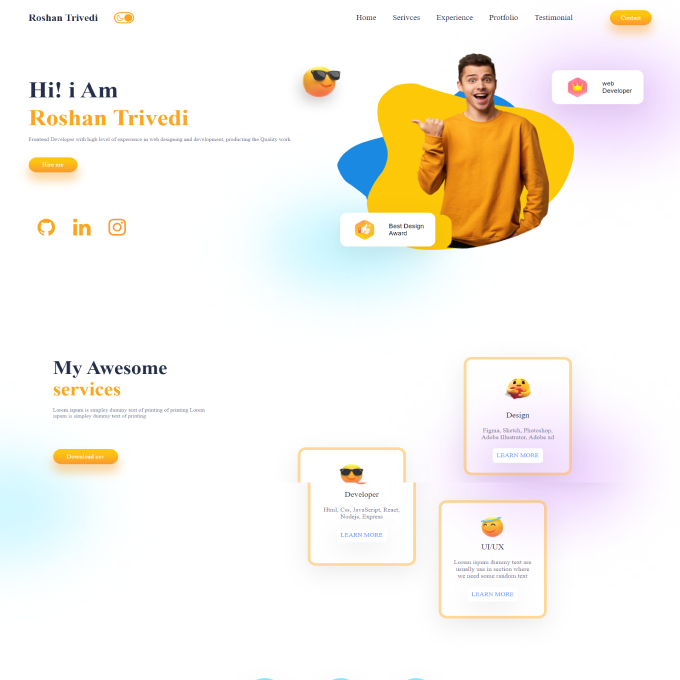 Roshan Trivedi
Home Serivces Experience Protfolio Testimonial
Contact
Hi! i Am
Roshan Trivedi
Frontend Developer with high level of experience in web designing and development, producting the Quality work
Hire me
web
Developer
Best Design
Award
My Awesome
services
Lorem ispum is simpley dummy text of printing of printing Lorem
ispum is simpley dummy text of printing
Design
Figma, Sketch, Photoshop,
Adobe Illustrator, Adobe xd
LEARN MORE
Developer
Html, Css, JavaScript, React,
Nodejs, Express
LEARN MORE
UI/UX
Lorem ispum dummy text are
usually use in section where
we need some random text
LEARN MORE